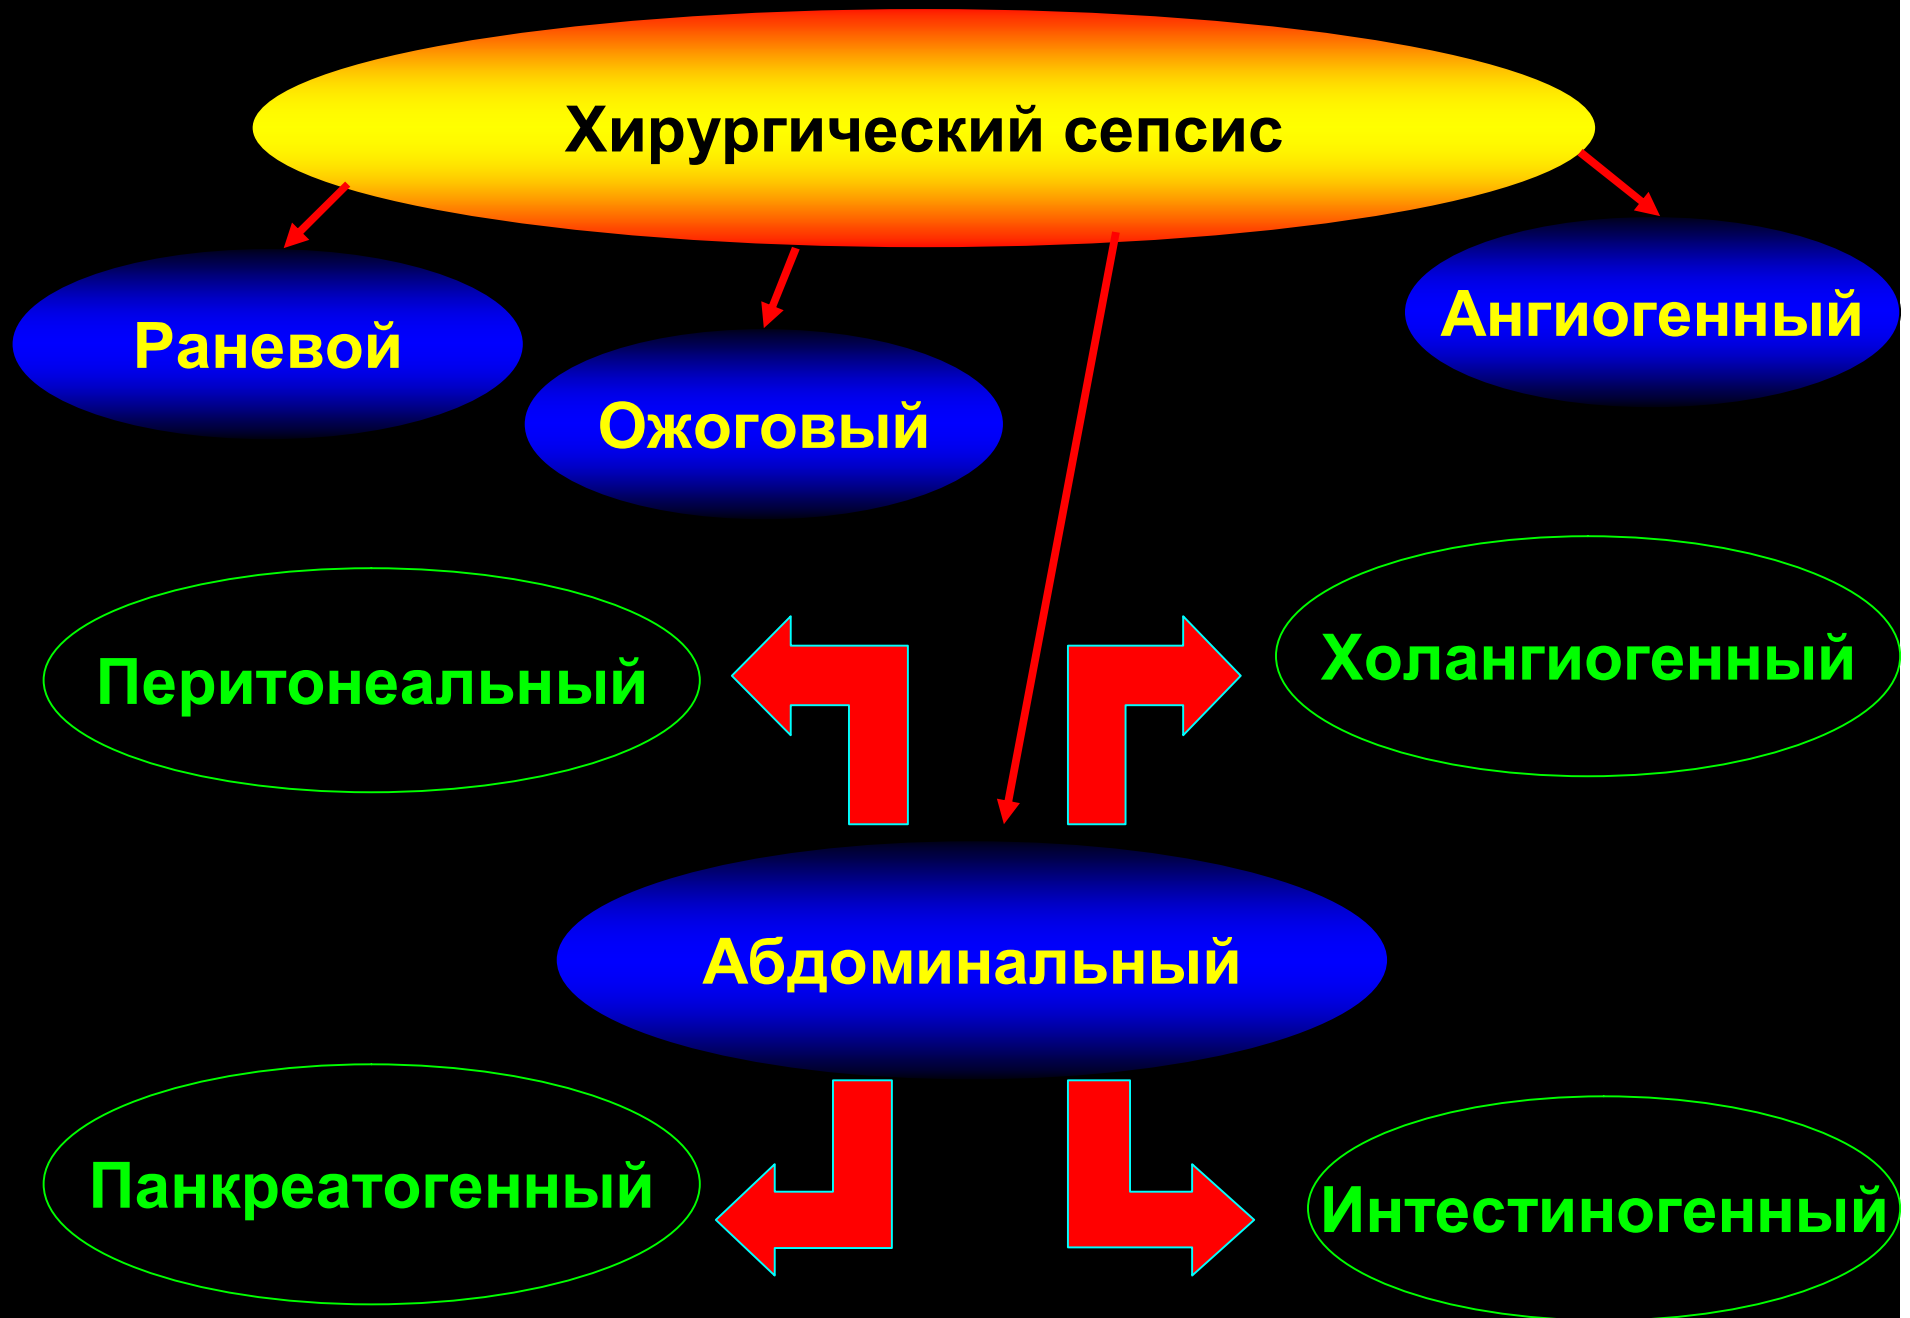 Хирургический сепсис
Раневой
Ожоговый
Ангиогенный
Перитонеальный
Холангиогенный
Абдоминальный
Панкреатогенный
Интестиногенный